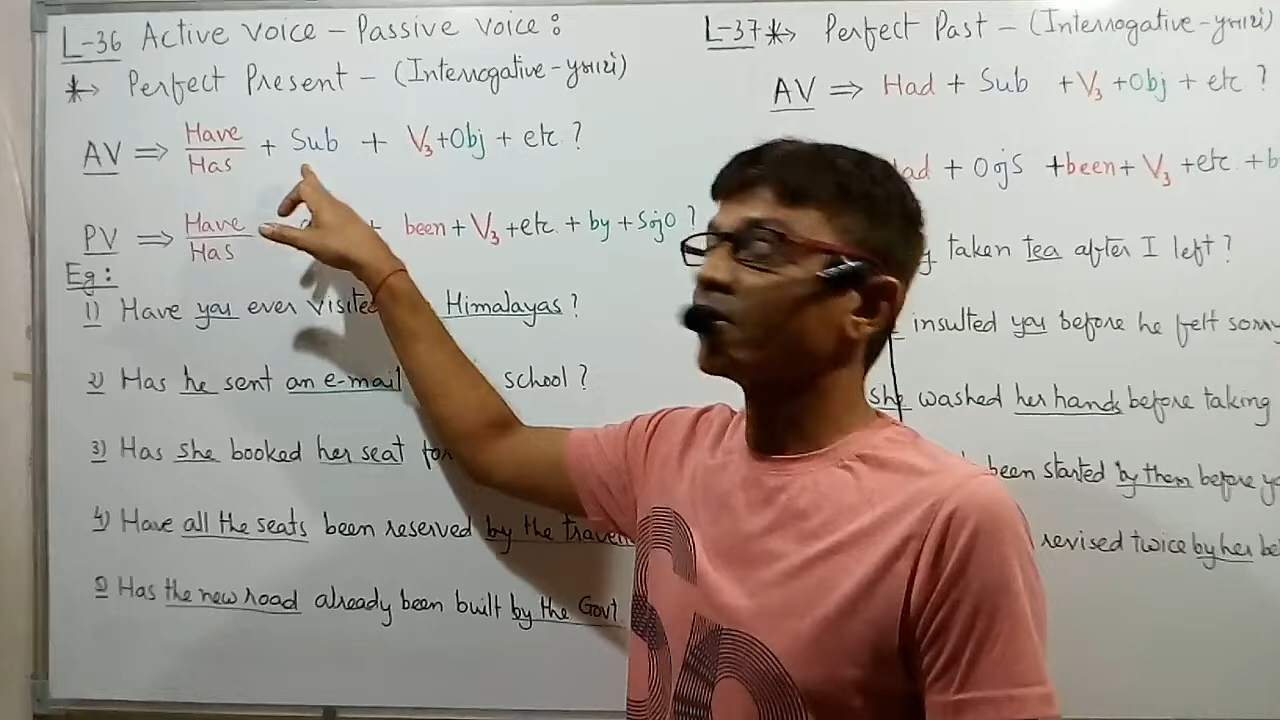 L-36 Active Voice – Passive Voice :
*→ Perfect Present – (Interrogative - પ્રશ્નાર્થ)
AV ⇒ Have/Has + Sub + V₃ + Obj + etc ?
PV ⇒ Have/Has + been + V₃ + etc + by + SojO ?
Eg :
1) Have you ever visited Himalayas ?
2) Has he sent an e-mail school ?
3) Has she booked her seat for
4) Have all the seats been reserved by the
5) Has the new road already been built by the Govt
L-37 *→ Perfect Past – (Interrogative - પ્રશ્નાર્થ)
AV ⇒ Had + Sub + V₃ + Obj + etc ?
+ OojS + been + V₃ + etc + b
taken tea after I left ?
insulted you before he felt sorry
she washed her hands before taking
been started by them before
revised twice by her